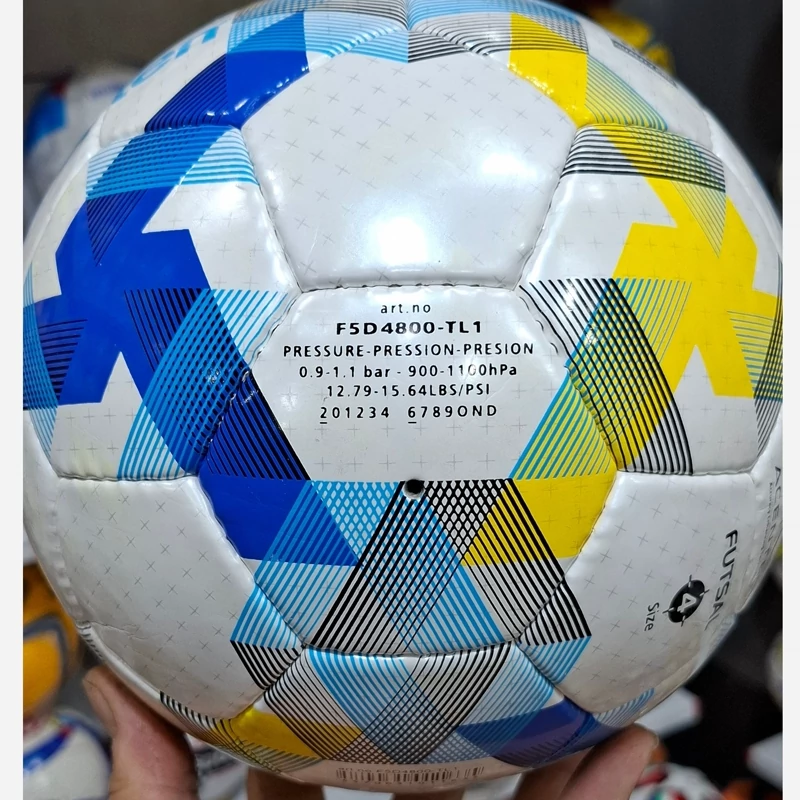 art.no
F5D4800-TL1
PRESSURE-PRESSION-PRESION
0.9-1.1 bar - 900-1100hPa
12.79-15.64LBS/PSI
201234 6789OND
FUTSAL
4
Size